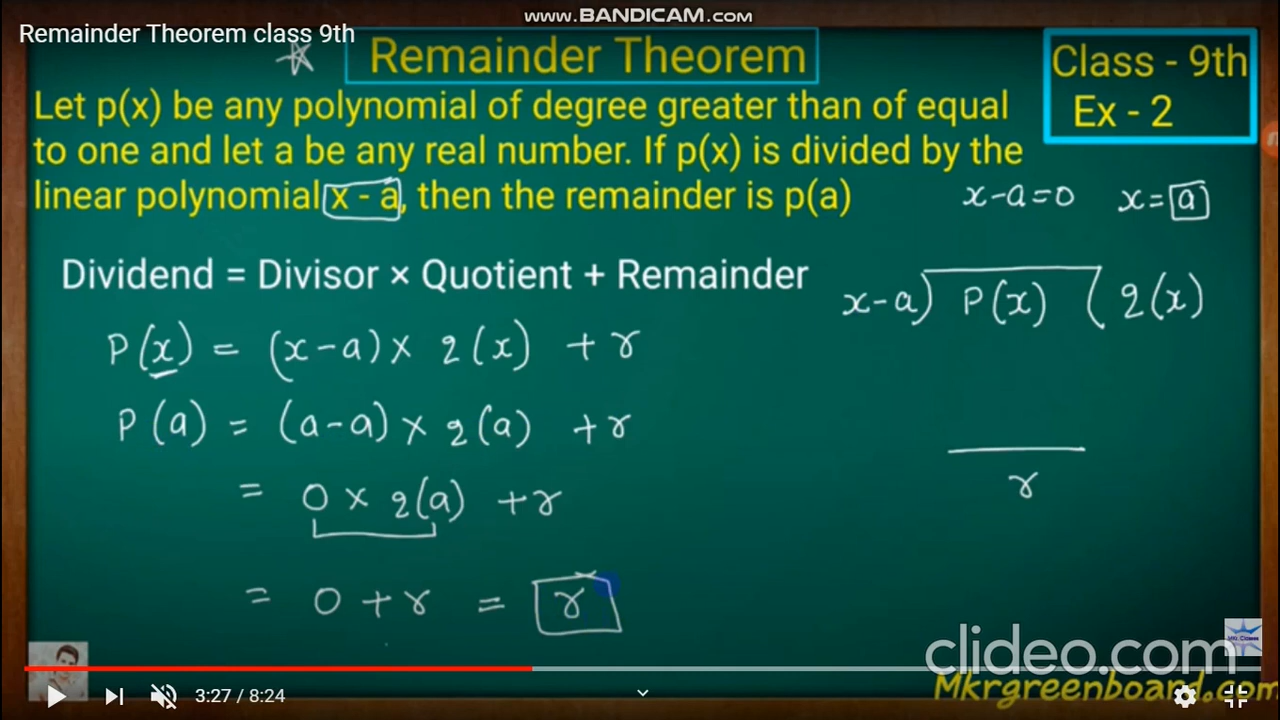 www.BANDICAM.com
Remainder Theorem class 9th
Remainder Theorem
Class - 9th
Ex - 2
Let p(x) be any polynomial of degree greater than of equal
to one and let a be any real number. If p(x) is divided by the
linear polynomial x - a, then the remainder is p(a)
x-a=0 x=a
Dividend = Divisor × Quotient + Remainder
x-a) P(x) ( q(x)
P(x) = (x-a)× q(x) + r
P(a) = (a-a) × q(a) + r
= 0 × q(a) + r
r
= 0 + r = r
clideo.com
Mkrgreenboard.com
3:27 / 8:24